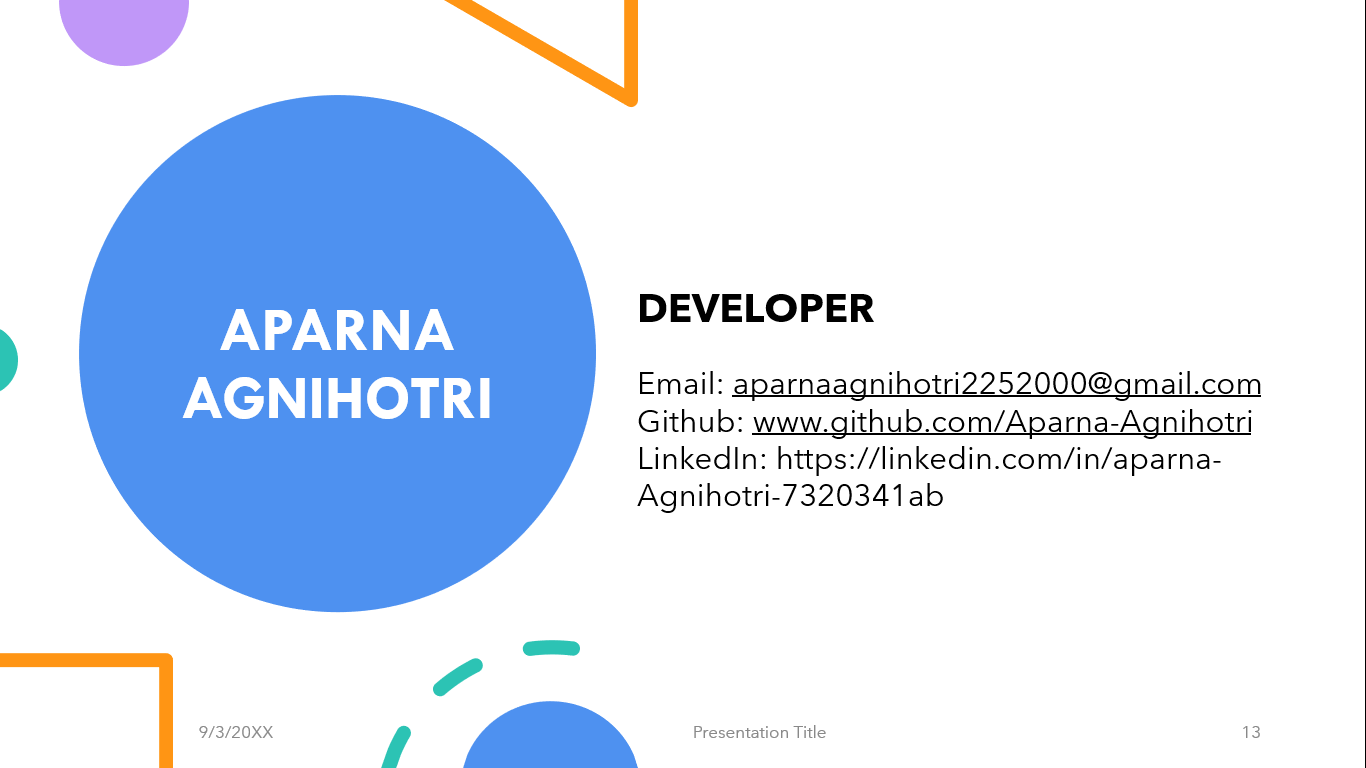 APARNA
AGNIHOTRI
DEVELOPER
Email: aparnaagnihotri2252000@gmail.com
Github: www.github.com/Aparna-Agnihotri
LinkedIn: https://linkedin.com/in/aparna-
Agnihotri-7320341ab
9/3/20XX
Presentation Title
13